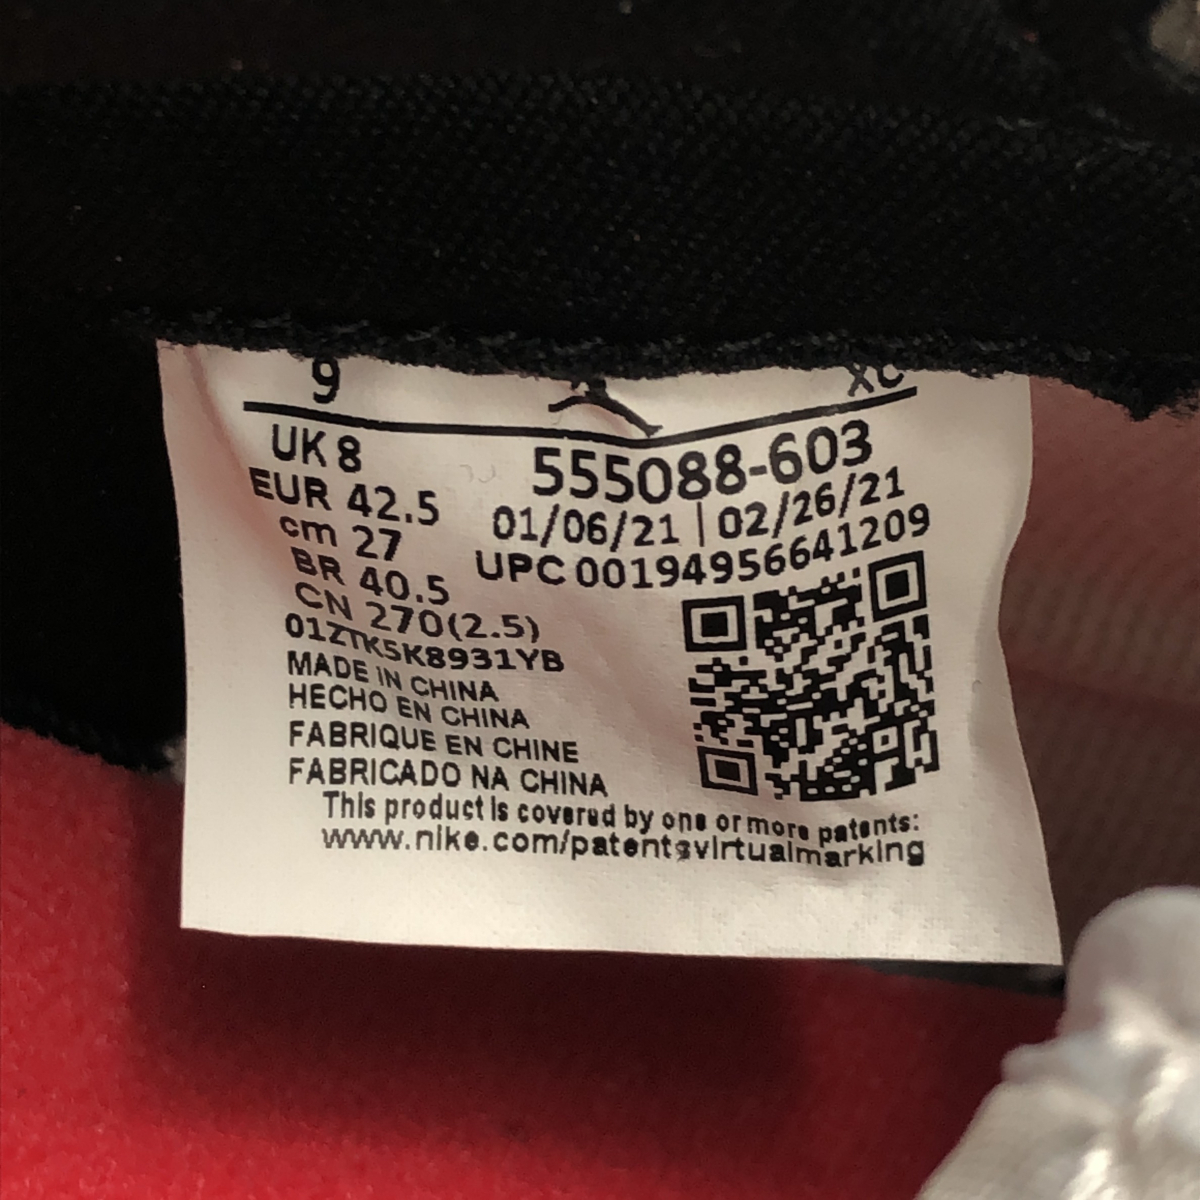 9 XC
UK 8
EUR 42.5
cm 27
BR 40.5
CN 270(2.5)
555088-603
01/06/21 | 02/26/21
UPC 00194956641209
01ZTK5K8931YB
MADE IN CHINA
HECHO EN CHINA
FABRIQUE EN CHINE
FABRICADO NA CHINA
This product is covered by one or more patents:
www.nike.com/patentsvirtualmarking